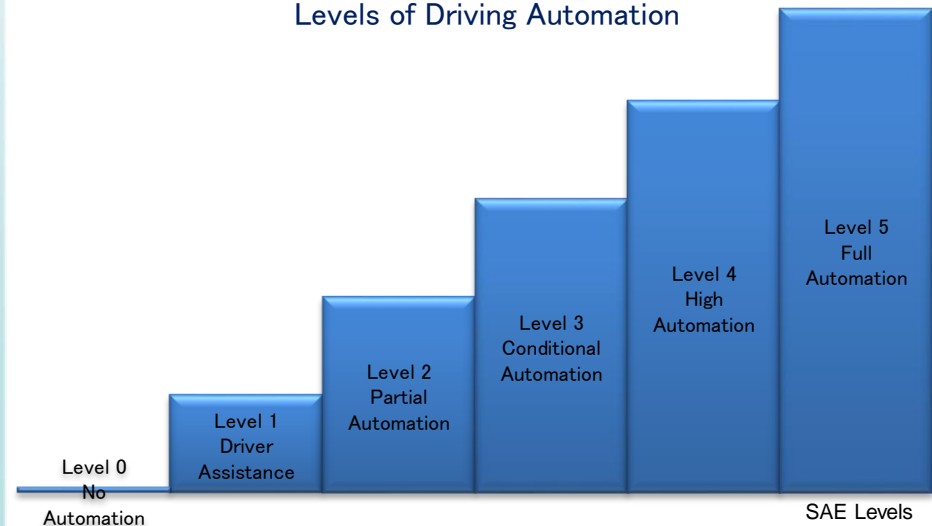 Levels of Driving Automation
Level 0
No
Automation
Level 1
Driver
Assistance
Level 2
Partial
Automation
Level 3
Conditional
Automation
Level 4
High
Automation
Level 5
Full
Automation
SAE Levels